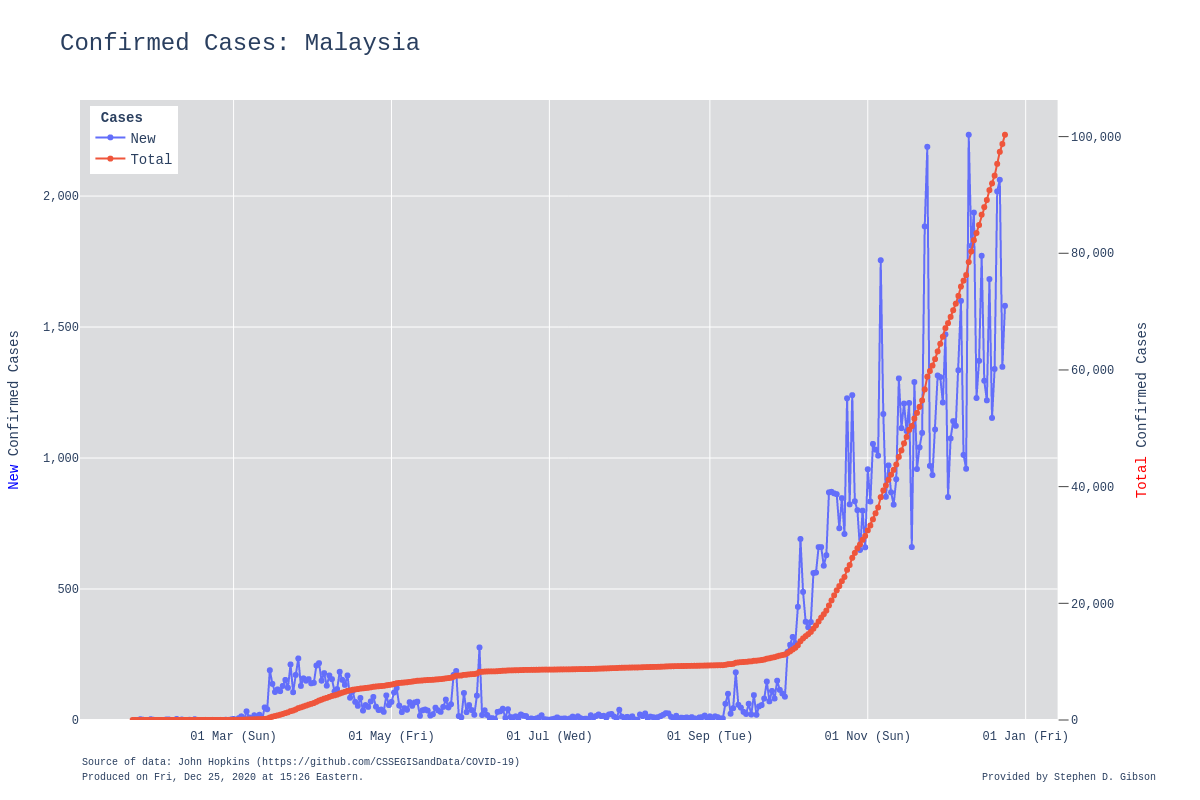 Confirmed Cases: Malaysia
Cases
New
Total
2,000
1,500
1,000
500
0
New Confirmed Cases
100,000
80,000
60,000
40,000
20,000
0
Total Confirmed Cases
01 Mar (Sun)
01 May (Fri)
01 Jul (Wed)
01 Sep (Tue)
01 Nov (Sun)
01 Jan (Fri)
Source of data: John Hopkins (https://github.com/CSSEGISandData/COVID-19)
Produced on Fri, Dec 25, 2020 at 15:26 Eastern.
Provided by Stephen D. Gibson